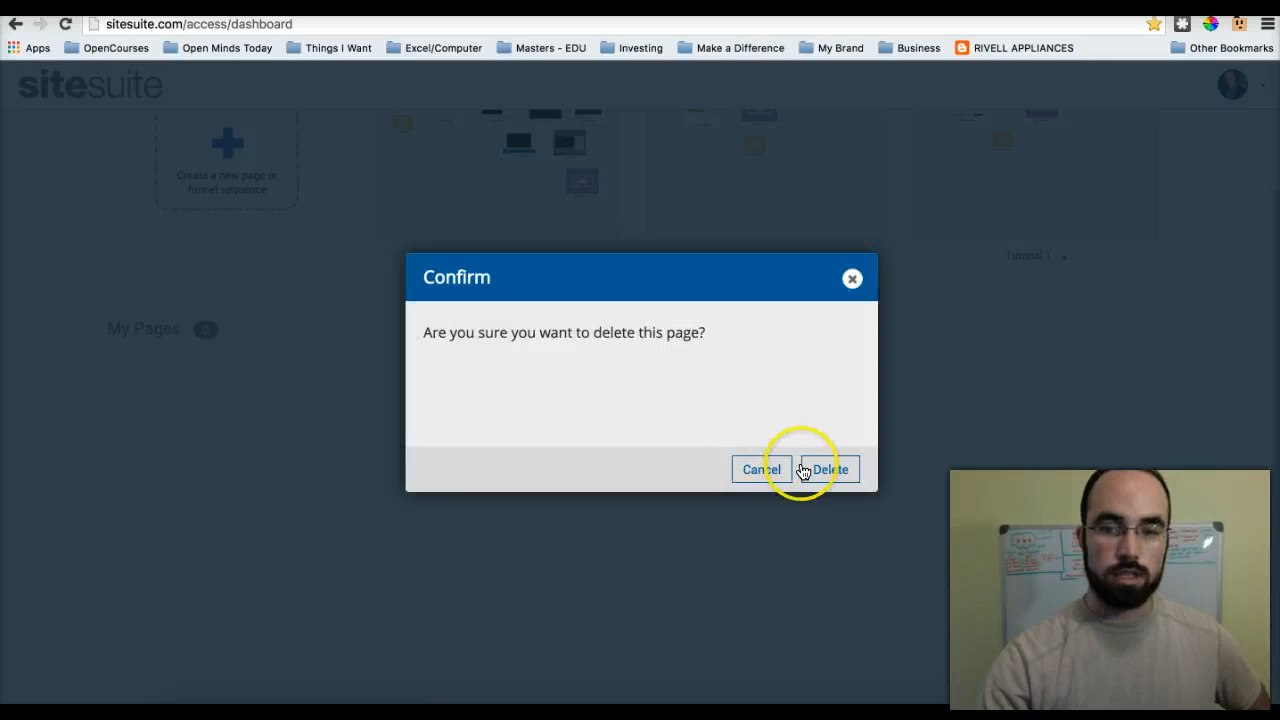 sitesuite.com/access/dashboard
Apps OpenCourses Open Minds Today Things I Want Excel/Computer Masters - EDU Investing Make a Difference My Brand Business RIVELL APPLIANCES Other Bookmarks
sitesuite
Create a new page or
funnel sequence
Tutorial 1
My Pages 0
Confirm
Are you sure you want to delete this page?
Cancel Delete